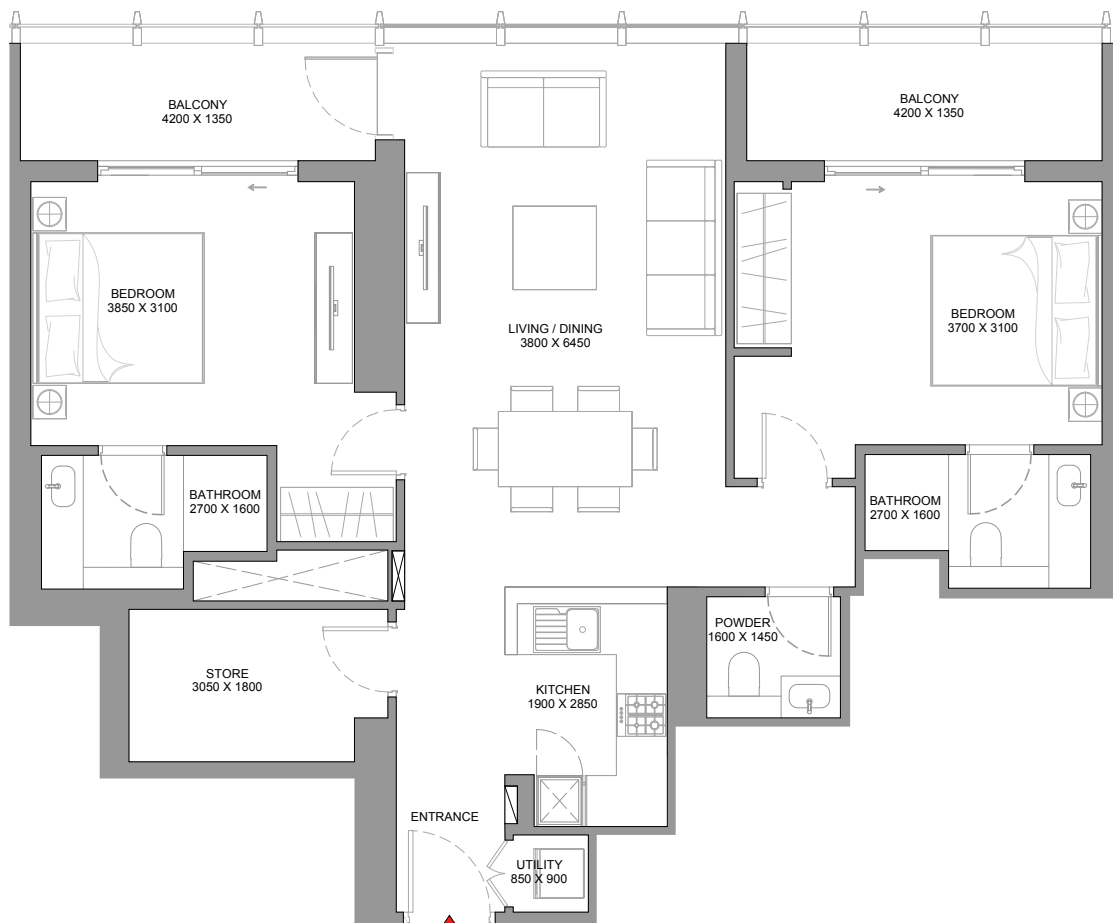 BALCONY
4200 X 1350
BALCONY
4200 X 1350
BEDROOM
3850 X 3100
LIVING / DINING
3800 X 6450
BEDROOM
3700 X 3100
BATHROOM
2700 X 1600
BATHROOM
2700 X 1600
POWDER
1600 X 1450
STORE
3050 X 1800
KITCHEN
1900 X 2850
ENTRANCE
UTILITY
850 X 900